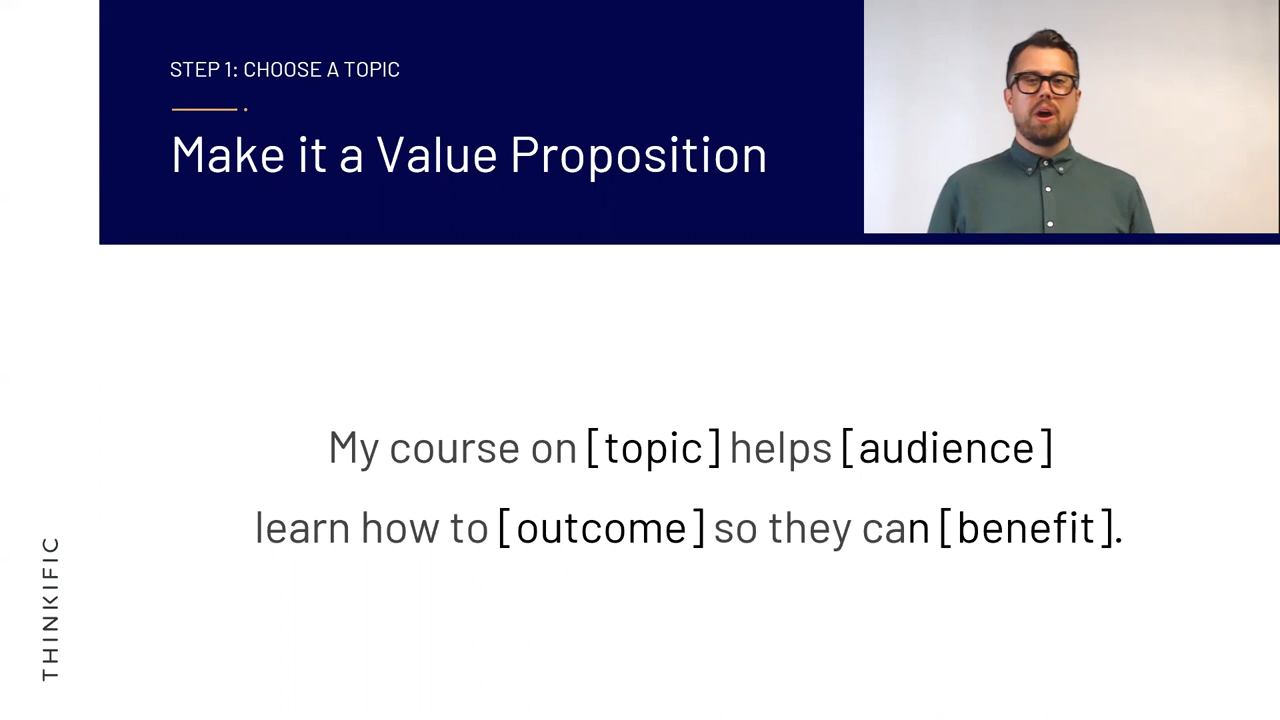 STEP 1: CHOOSE A TOPIC
Make it a Value Proposition
My course on [topic] helps [audience]
learn how to [outcome] so they can [benefit].
THINKIFIC